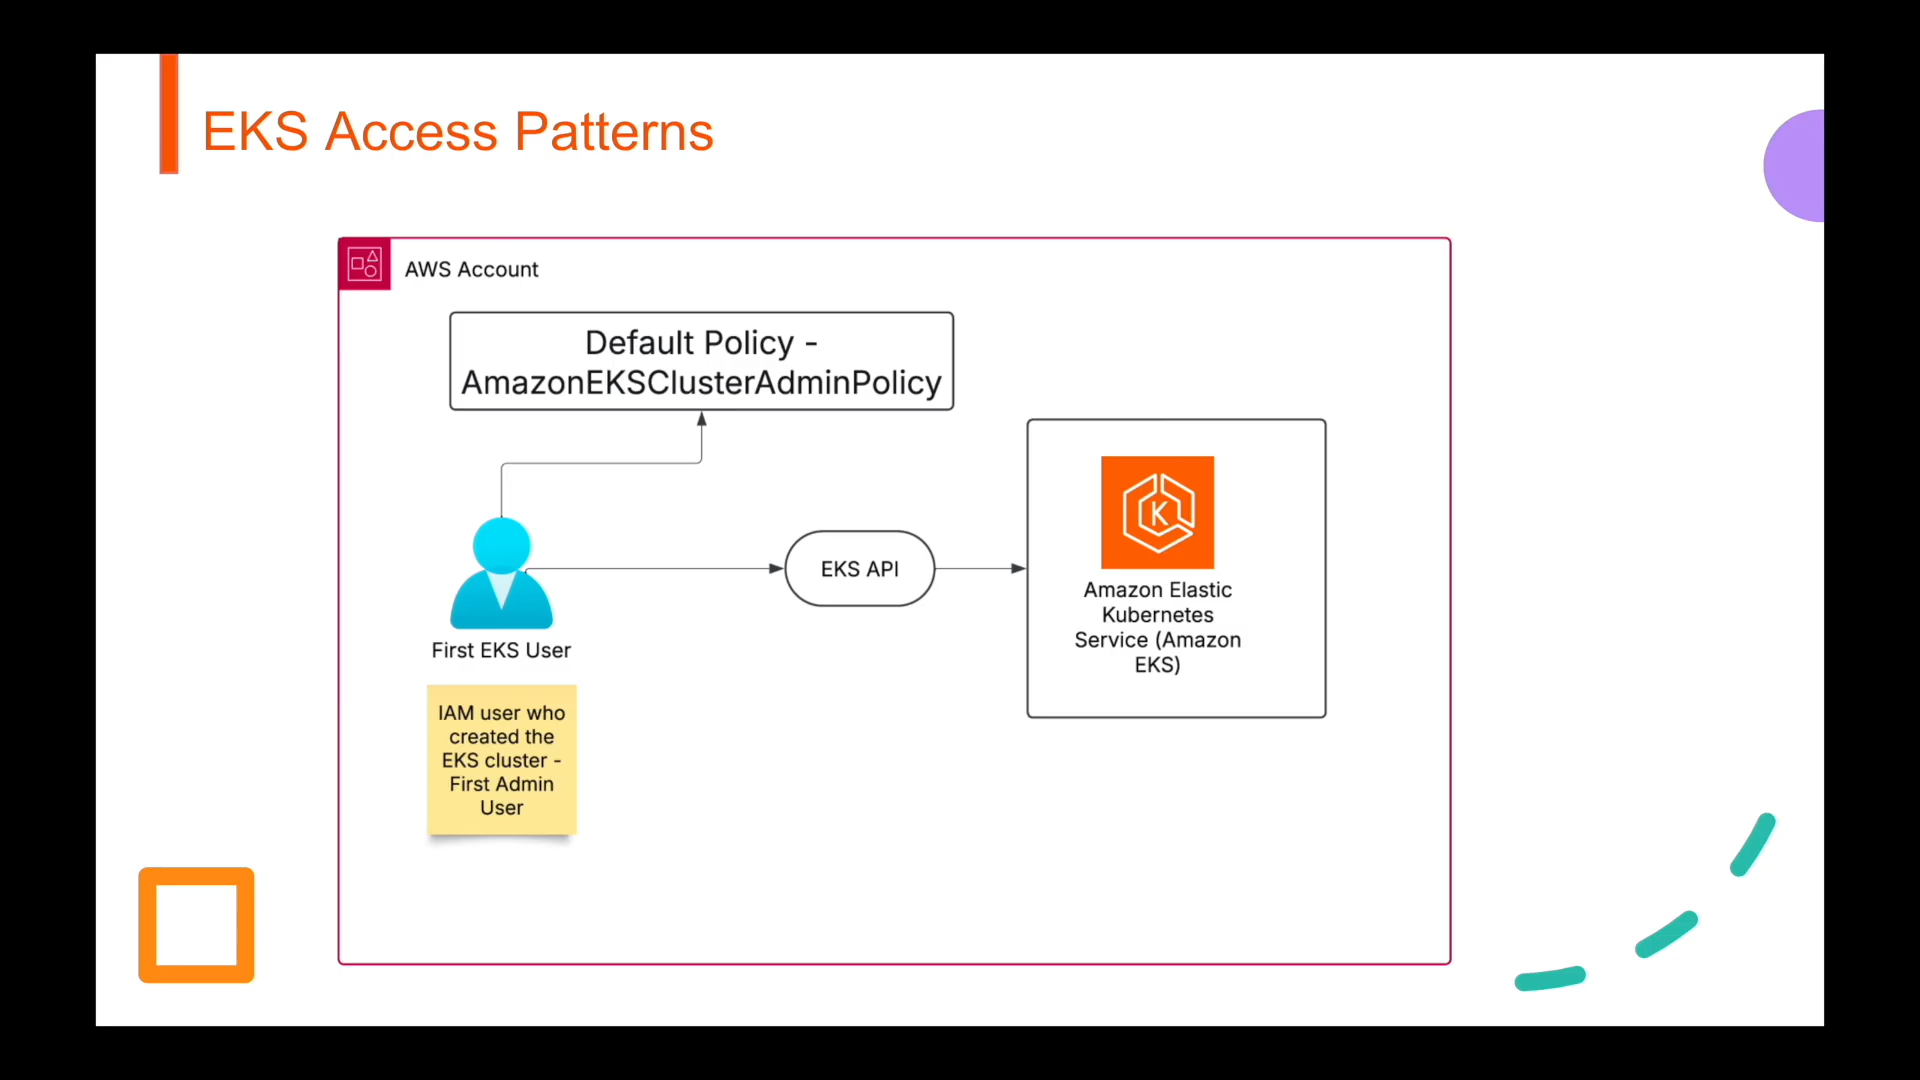 EKS Access Patterns
AWS Account
Default Policy -
AmazonEKSClusterAdminPolicy
EKS API
K
Amazon Elastic
Kubernetes
Service (Amazon
EKS)
First EKS User
IAM user who
created the
EKS cluster -
First Admin
User